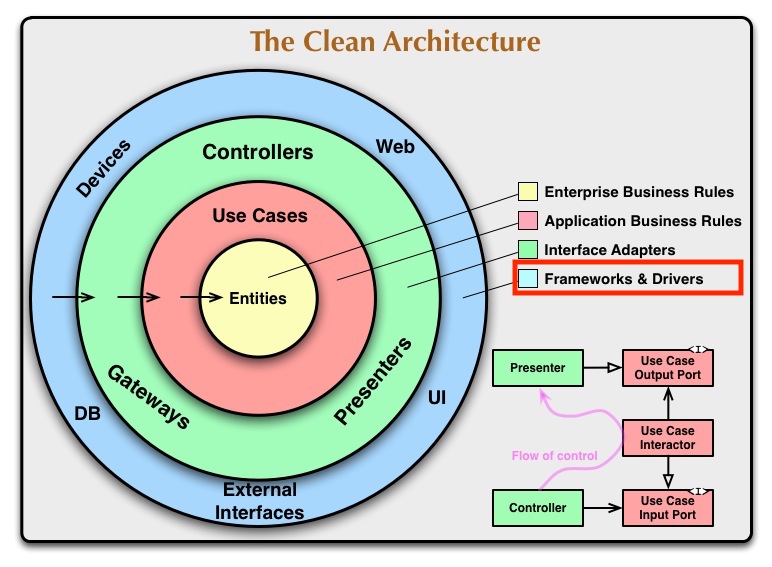 The Clean Architecture
Devices
Web
Controllers
Use Cases
Entities
Gateways
Presenters
DB
UI
External
Interfaces
Enterprise Business Rules
Application Business Rules
Interface Adapters
Frameworks & Drivers
Presenter
<I>
Use Case
Output Port
Use Case
Interactor
Flow of control
Controller
<I>
Use Case
Input Port